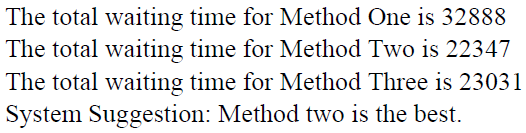 The total waiting time for Method One is 32888
The total waiting time for Method Two is 22347
The total waiting time for Method Three is 23031
System Suggestion: Method two is the best.